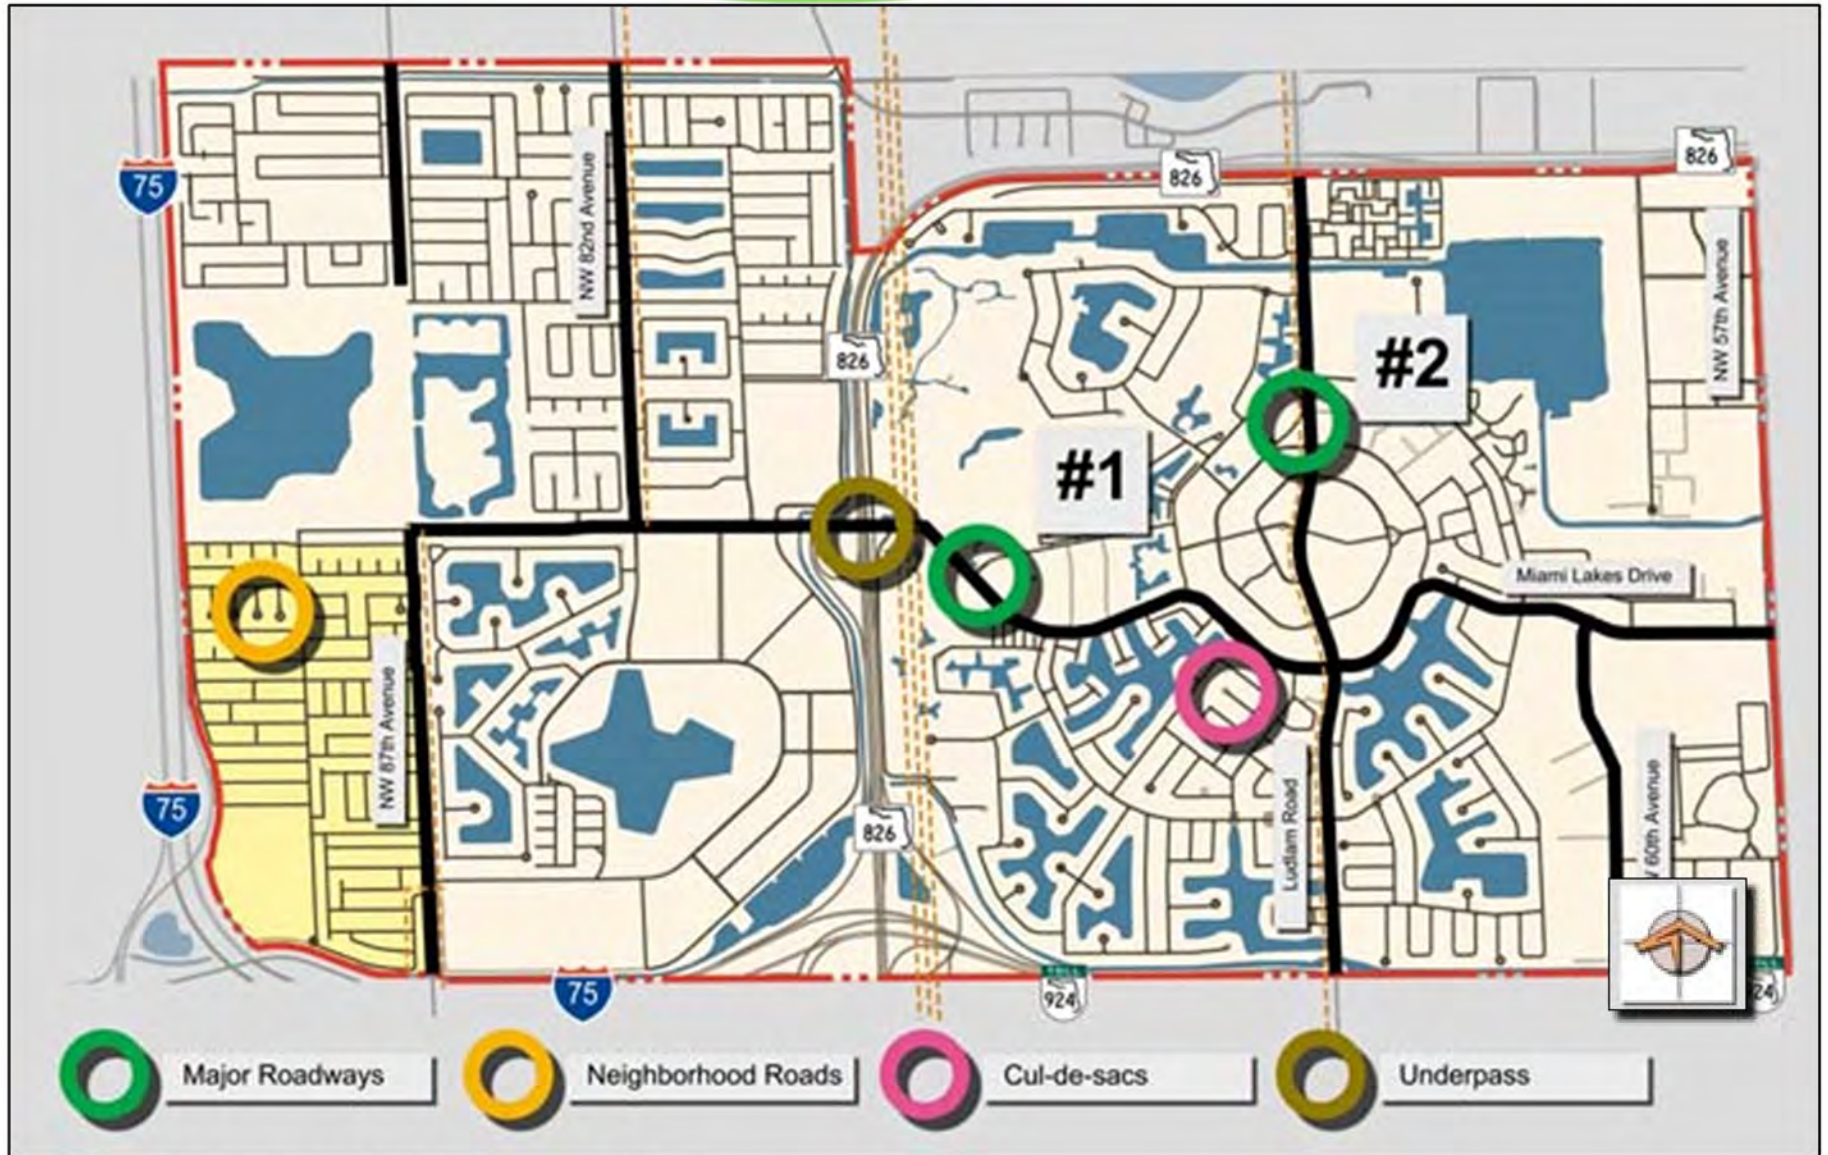 826
826
75
NW 82nd Avenue
NW 57th Avenue
826
#2
#1
Miami Lakes Drive
NW 87th Avenue
75
826
Ludlam Road
60th Avenue
75
924
24
Major Roadways
Neighborhood Roads
Cul-de-sacs
Underpass